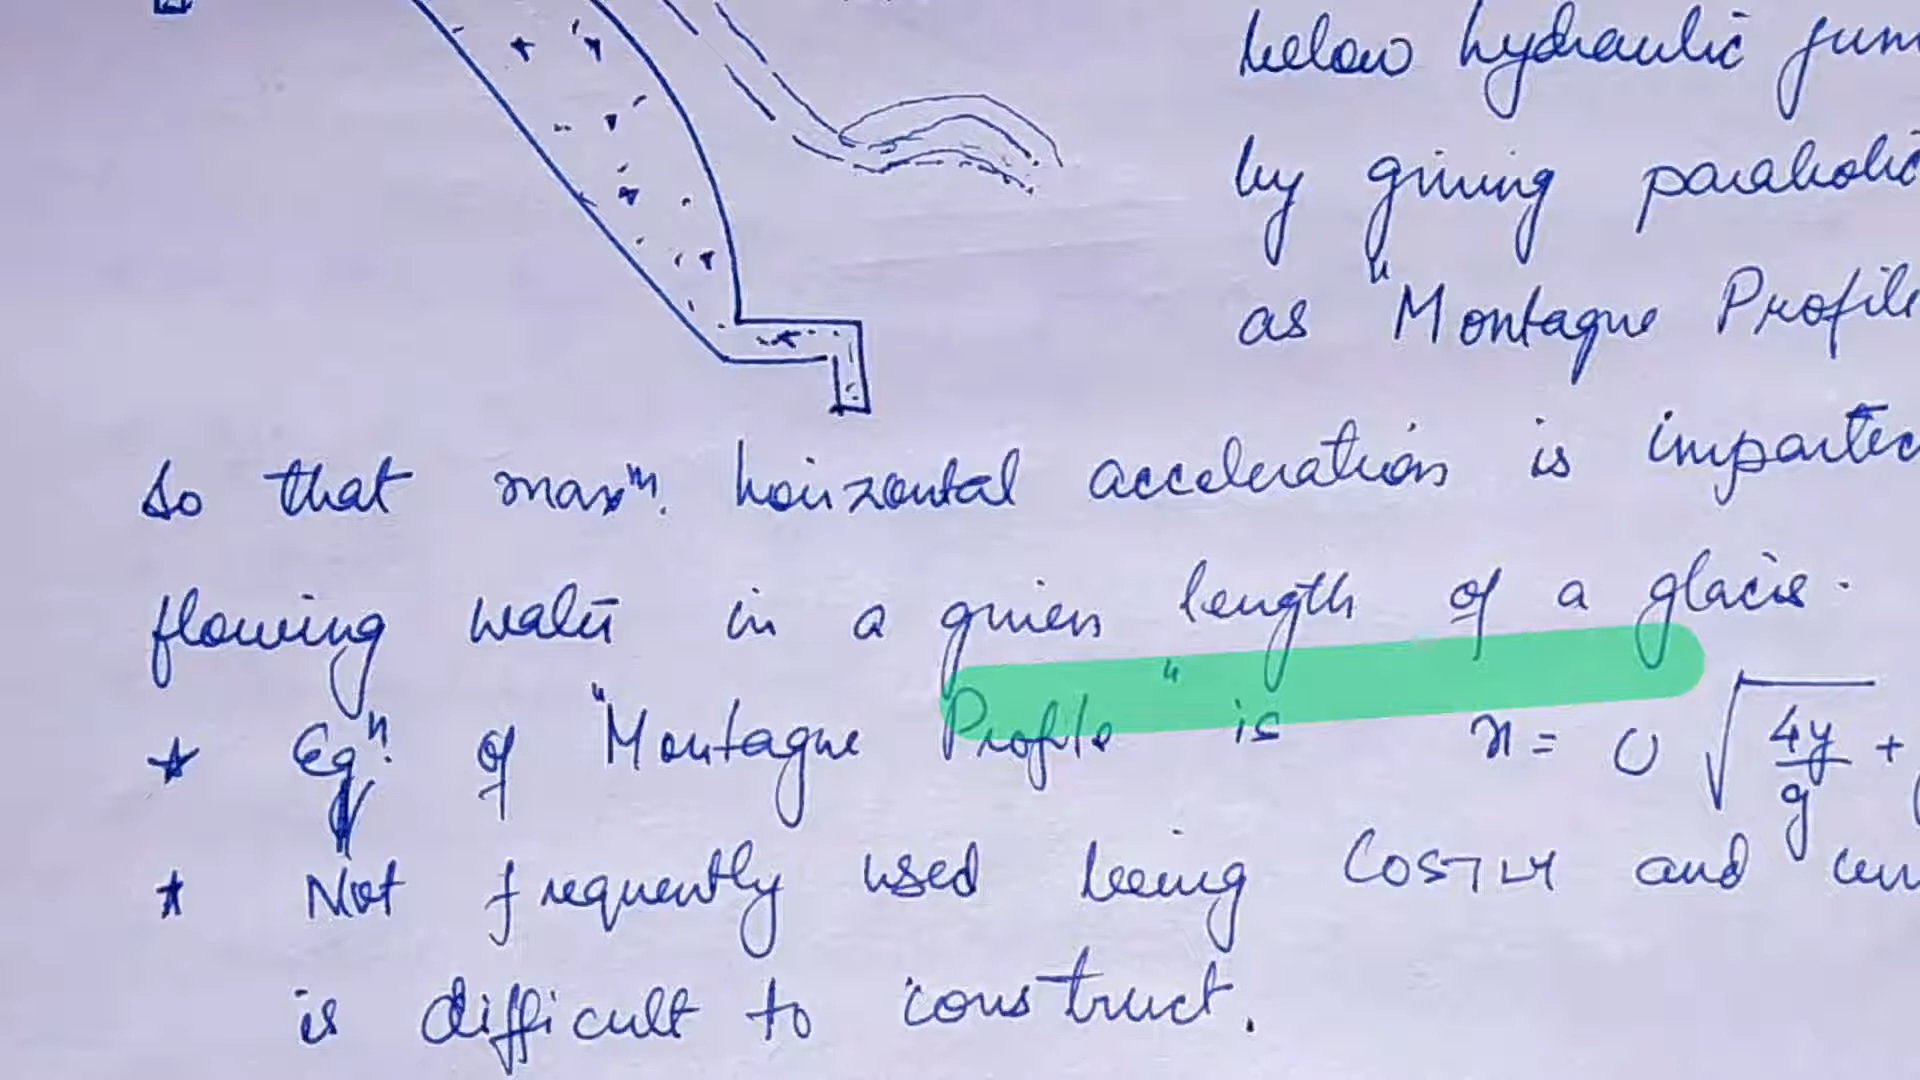 below hydraulic jum
by giving parabolic
as "Montague Profile
so that maxm. horizontal acceleration is imparted
flowing water in a given length of a glacis.
★ Eqn. of "Montague Profile" is x = U √4y/g +
★ Not frequently used being COSTLY and
is difficult to construct.